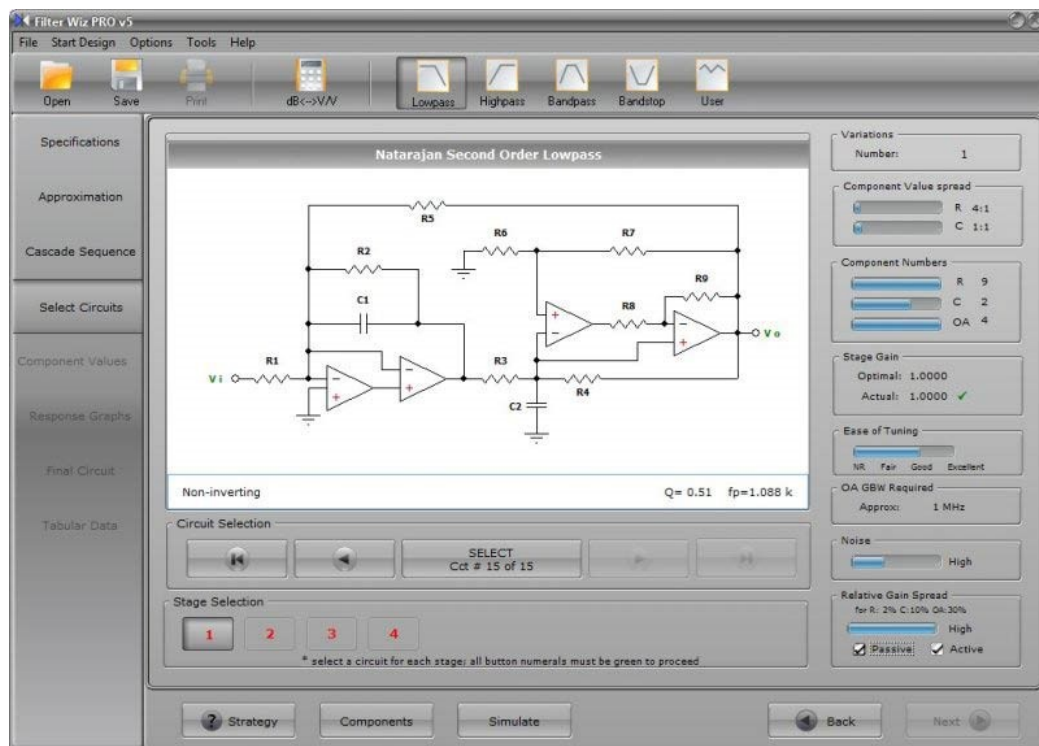 Filter Wiz PRO v5
File Start Design Options Tools Help
Open Save Print dB<-->V/V Lowpass Highpass Bandpass Bandstop User
Specifications
Approximation
Cascade Sequence
Select Circuits
Component Values
Response Graphs
Final Circuit
Tabular Data
Natarajan Second Order Lowpass
R5
R6 R7
R2
R9
C1
R8
+
-
-
+
Vo
R1
R3
Vi
-
+
-
+
R4
C2
Non-inverting Q= 0.51 fp=1.088 k
Circuit Selection
SELECT
Cct # 15 of 15
Stage Selection
1 2 3 4
* select a circuit for each stage; all button numerals must be green to proceed
Variations
Number: 1
Component Value spread
R 4:1
C 1:1
Component Numbers
R 9
C 2
OA 4
Stage Gain
Optimal: 1.0000
Actual: 1.0000 ✓
Ease of Tuning
NR Fair Good Excellent
OA GBW Required
Approx: 1 MHz
Noise
High
Relative Gain Spread
for R: 2% C:10% OA:30%
High
Passive Active
? Strategy Components Simulate Back Next